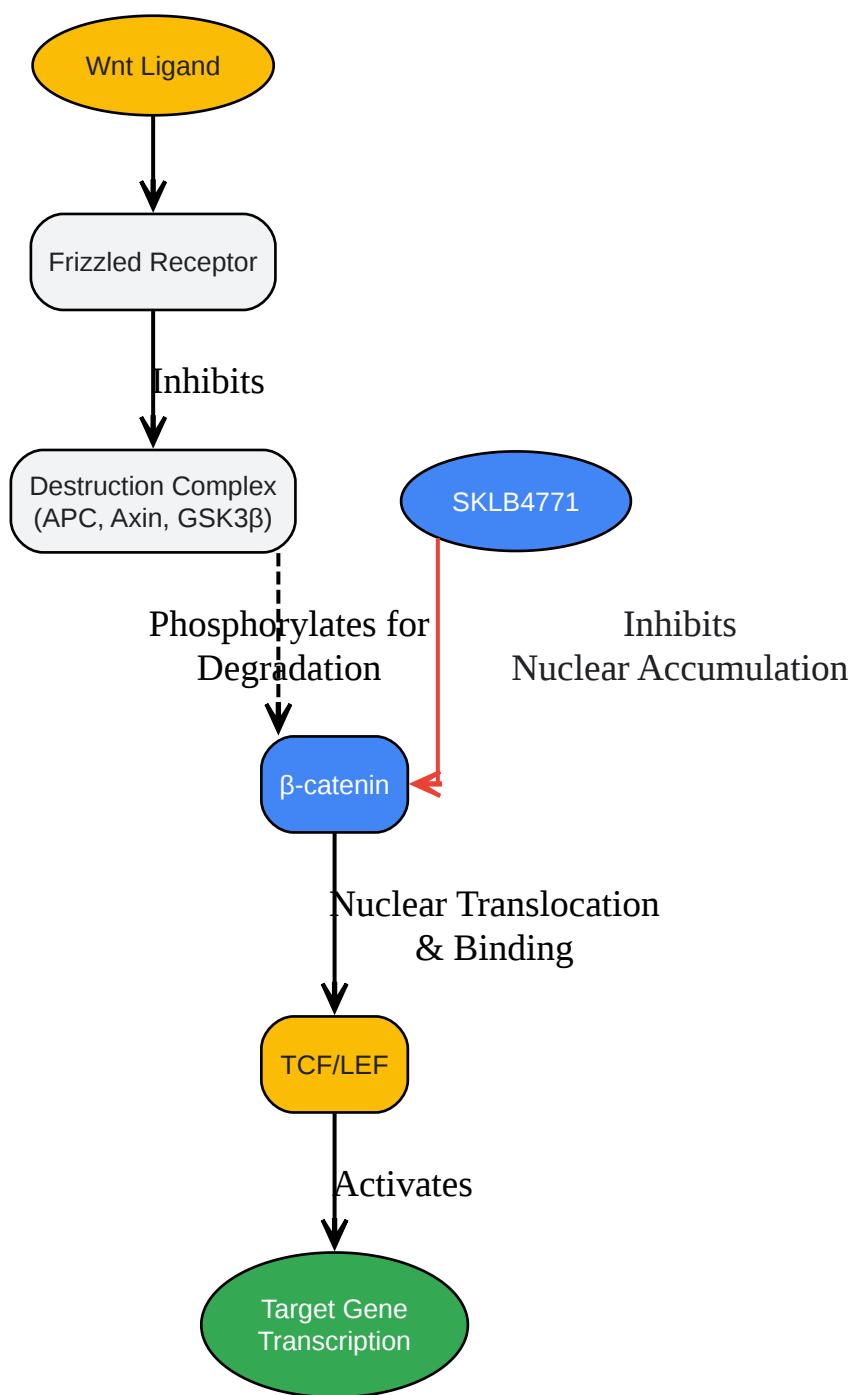 Wnt Ligand
Frizzled Receptor
Inhibits
Destruction Complex
(APC, Axin, GSK3β)
SKLB4771
Phosphorylates for
Degradation
Inhibits
Nuclear Accumulation
β-catenin
Nuclear Translocation
& Binding
TCF/LEF
Activates
Target Gene
Transcription